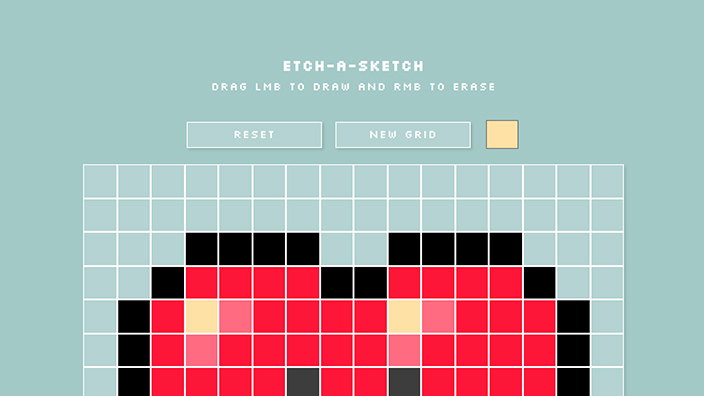 ETCH-A-SKETCH
DRAG LMB TO DRAW AND RMB TO ERASE
RESET
NEW GRID